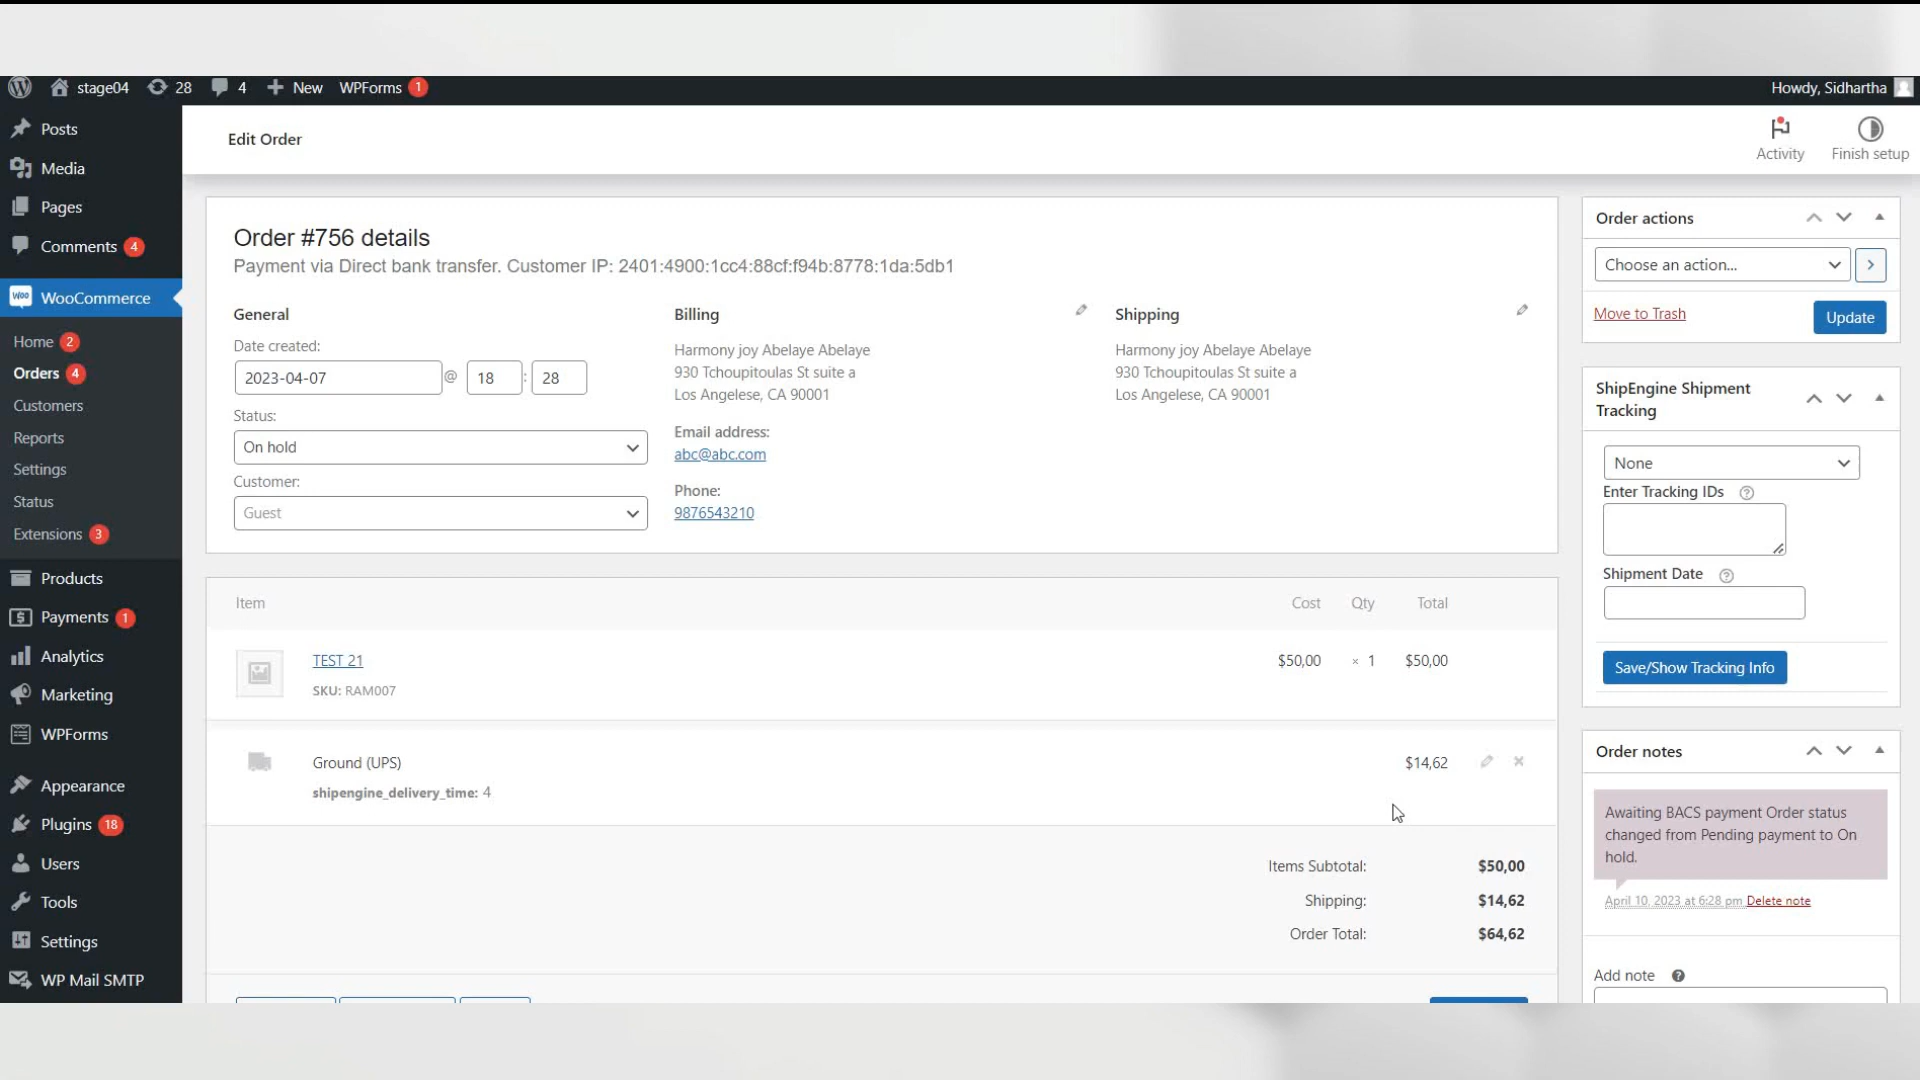 stage04 28 4 New WPForms 1 Howdy, Sidhartha
Posts
Media
Pages
Comments 4
WooCommerce
Home 2
Orders 4
Customers
Reports
Settings
Status
Extensions 3
Products
Payments 1
Analytics
Marketing
WPForms
Appearance
Plugins 18
Users
Tools
Settings
WP Mail SMTP
Edit Order
Activity
Finish setup
Order #756 details
Payment via Direct bank transfer. Customer IP: 2401:4900:1cc4:88cf:f94b:8778:1da:5db1
General
Date created:
2023-04-07 @ 18 : 28
Status:
On hold
Customer:
Guest
Billing
Harmony joy Abelaye Abelaye
930 Tchoupitoulas St suite a
Los Angelese, CA 90001
Email address:
abc@abc.com
Phone:
9876543210
Shipping
Harmony joy Abelaye Abelaye
930 Tchoupitoulas St suite a
Los Angelese, CA 90001
Item Cost Qty Total
TEST 21 $50,00 × 1 $50,00
SKU: RAM007
Ground (UPS) $14,62
shipengine_delivery_time: 4
Items Subtotal: $50,00
Shipping: $14,62
Order Total: $64,62
Order actions
Choose an action...
Move to Trash Update
ShipEngine Shipment
Tracking
None
Enter Tracking IDs ?
Shipment Date ?
Save/Show Tracking Info
Order notes
Awaiting BACS payment Order status
changed from Pending payment to On
hold.
April 10, 2023 at 6:28 pm Delete note
Add note ?